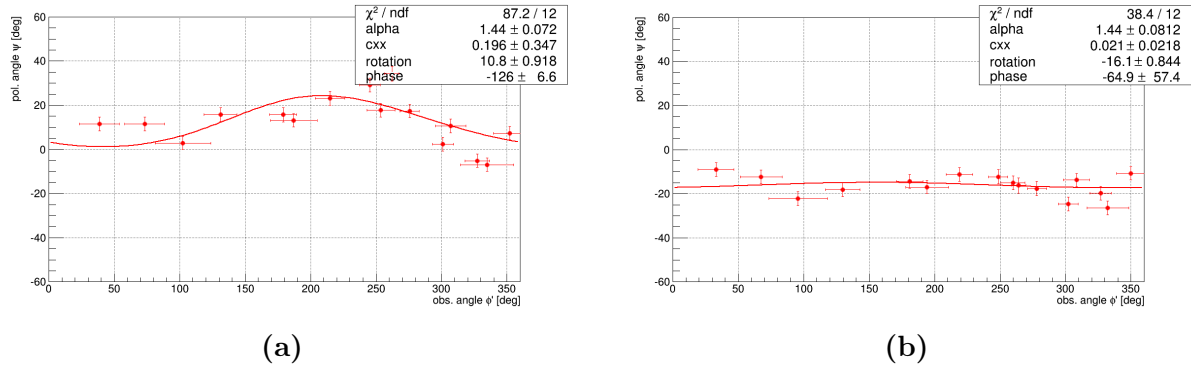 χ² / ndf 87.2 / 12
alpha 1.44 ± 0.072
cxx 0.196 ± 0.347
rotation 10.8 ± 0.918
phase -126 ± 6.6
pol. angle ψ [deg]
60
40
20
0
-20
-40
-60
0 50 100 150 200 250 300 350
obs. angle ϕ' [deg]
(a)
χ² / ndf 38.4 / 12
alpha 1.44 ± 0.0812
cxx 0.021 ± 0.0218
rotation -16.1 ± 0.844
phase -64.9 ± 57.4
pol. angle ψ [deg]
60
40
20
0
-20
-40
-60
0 50 100 150 200 250 300 350
obs. angle ϕ' [deg]
(b)